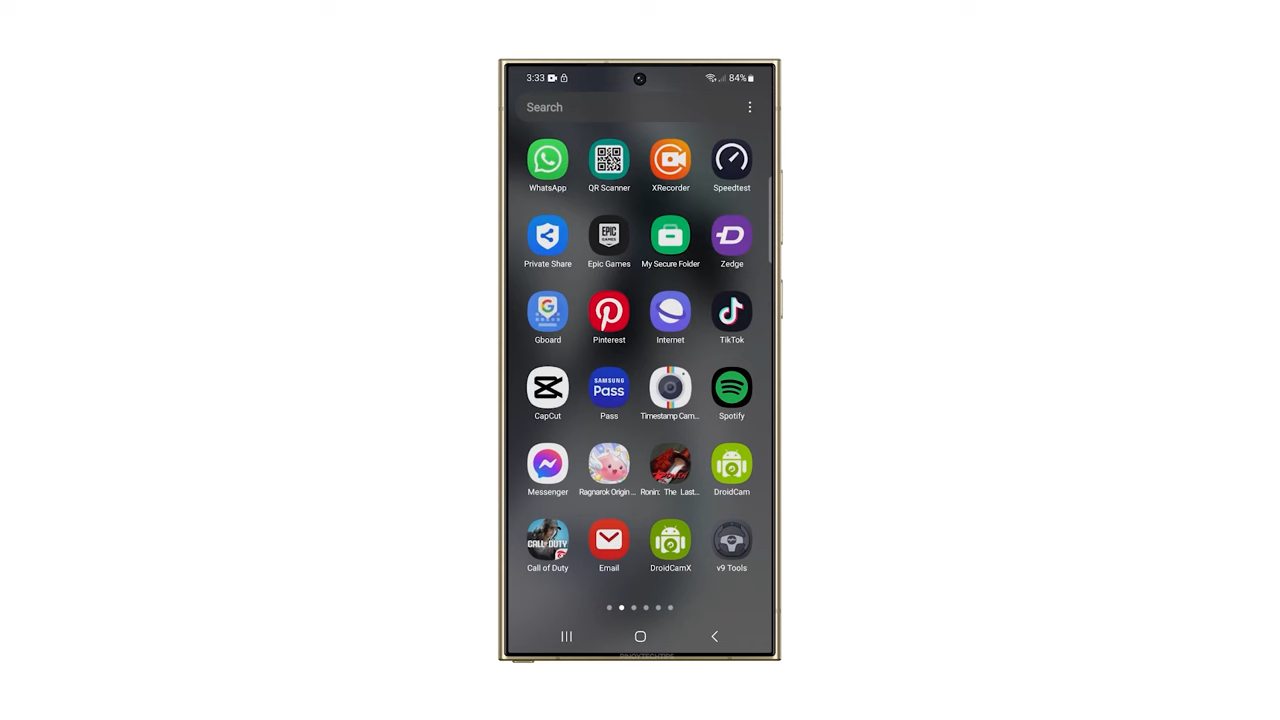 3:33
84%
Search
WhatsApp
QR Scanner
XRecorder
Speedtest
EPIC
GAMES
Private Share
Epic Games
My Secure Folder
Zedge
G
Gboard
Pinterest
Internet
TikTok
SAMSUNG
Pass
CapCut
Pass
Timestamp Cam...
Spotify
Messenger
Ragnarok Origin ...
Ronin: The Last...
DroidCam
CALL OF DUTY
Call of Duty
Email
DroidCamX
v9 Tools
PINOYTECHTIPS